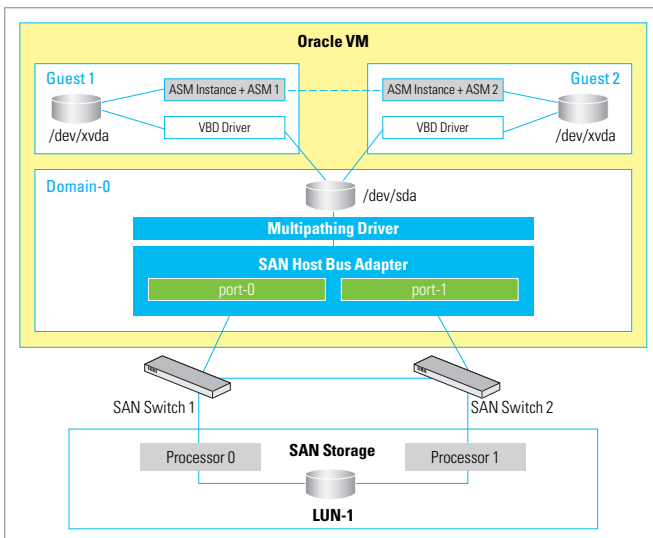 Oracle VM
Guest 1
Guest 2
ASM Instance + ASM 1
ASM Instance + ASM 2
/dev/xvda
VBD Driver
VBD Driver
/dev/xvda
Domain-0
/dev/sda
Multipathing Driver
SAN Host Bus Adapter
port-0
port-1
SAN Switch 1
SAN Switch 2
Processor 0
SAN Storage
Processor 1
LUN-1